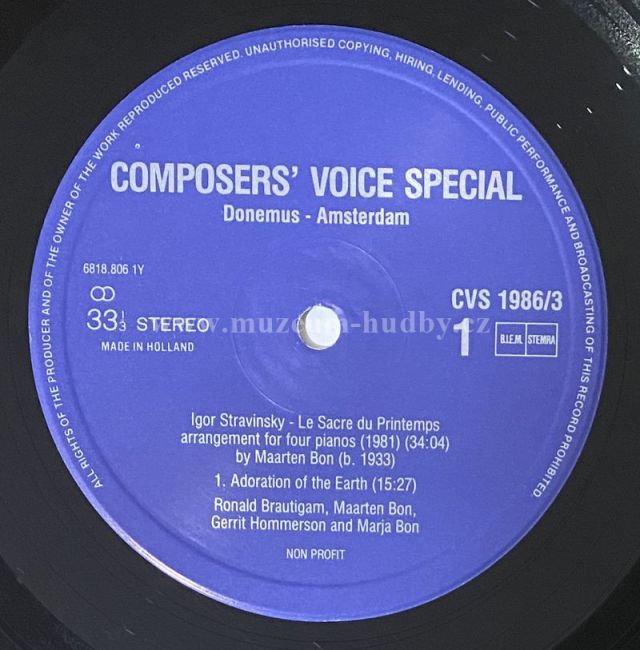 ALL RIGHTS OF THE PRODUCER AND OF THE OWNER OF THE WORK REPRODUCED RESERVED. UNAUTHORISED COPYING, HIRING, LENDING, PUBLIC PERFORMANCE AND BROADCASTING OF THIS RECORD PROHIBITED.
COMPOSERS' VOICE SPECIAL
Donemus - Amsterdam
6818.806 1Y
33⅓ STEREO
MADE IN HOLLAND
CVS 1986/3
1 B.I.E.M. STEMRA
www.muzeum-hudby.cz
Igor Stravinsky - Le Sacre du Printemps
arrangement for four pianos (1981) (34:04)
by Maarten Bon (b. 1933)
1. Adoration of the Earth (15:27)
Ronald Brautigam, Maarten Bon,
Gerrit Hommerson and Marja Bon
NON PROFIT